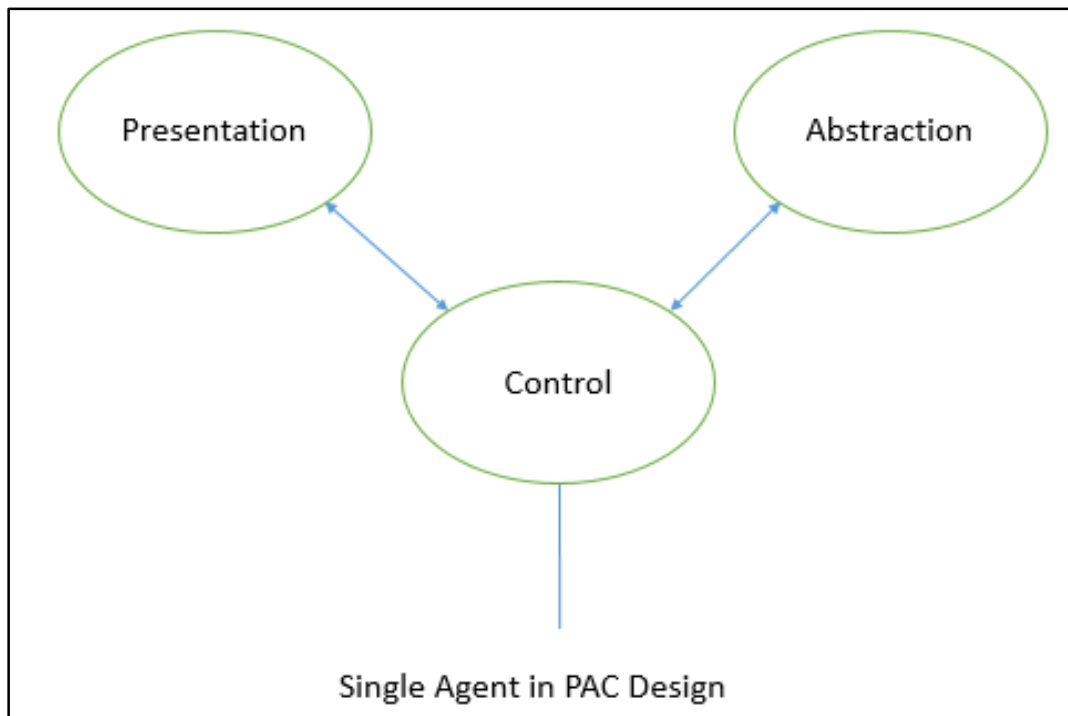 Presentation
Abstraction
Control
Single Agent in PAC Design